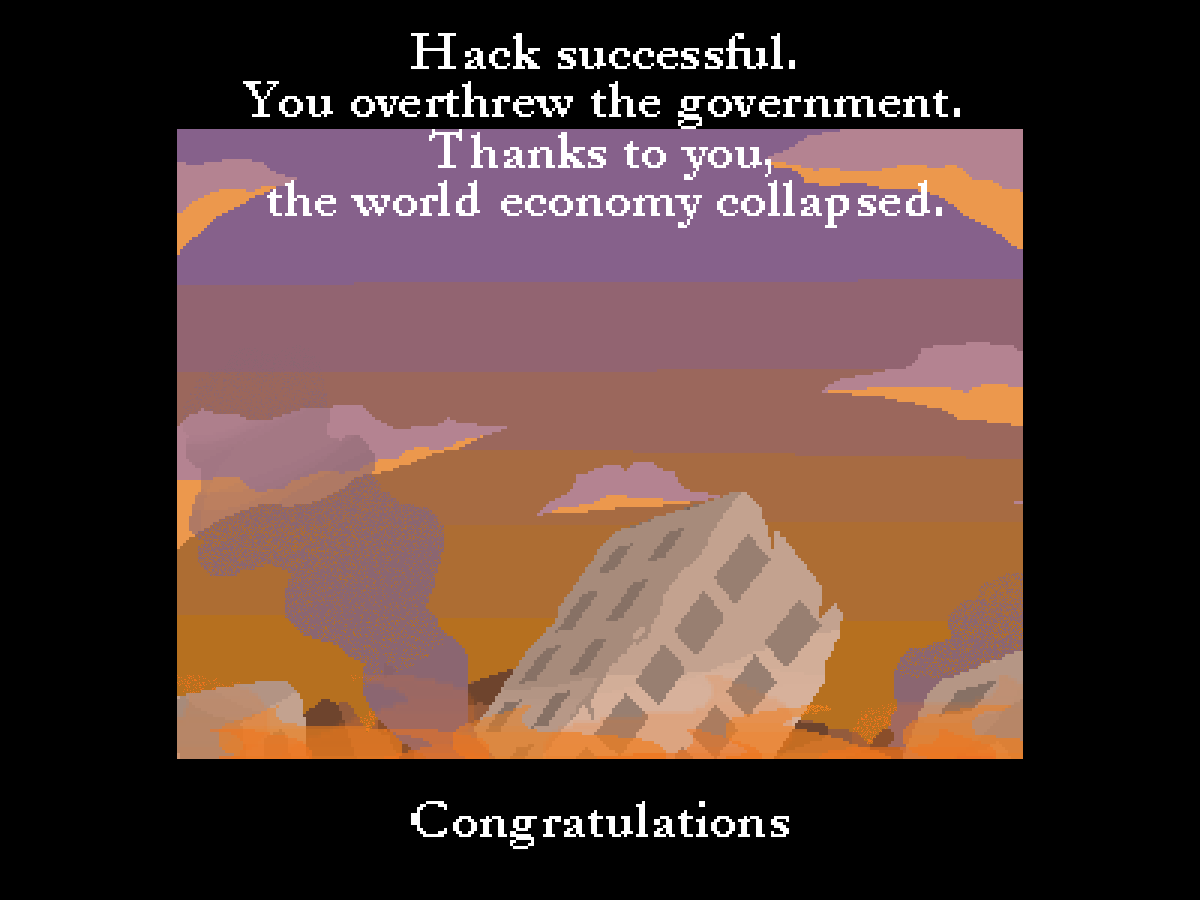 Hack successful.
You overthrew the government.
Thanks to you,
the world economy collapsed.
Congratulations